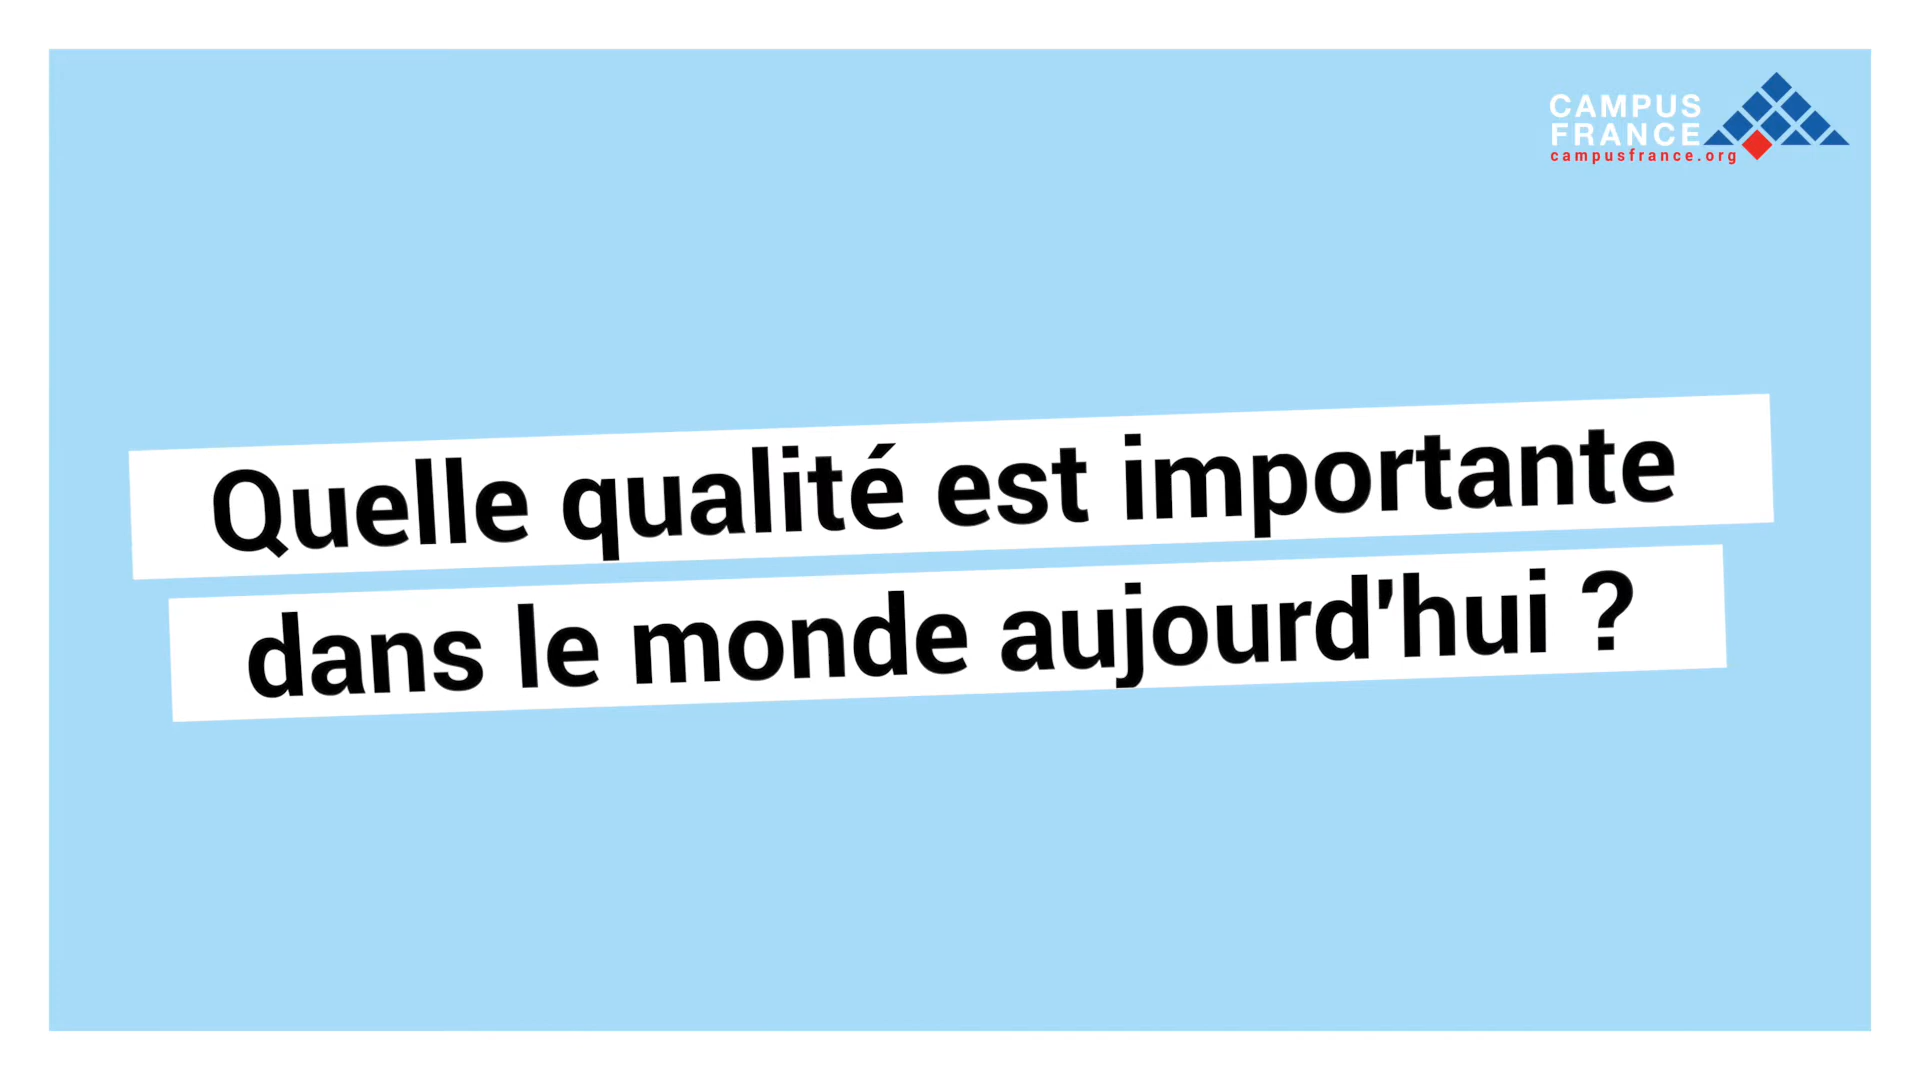 CAMPUS
FRANCE
campusfrance.org
Quelle qualité est importante
dans le monde aujourd'hui ?